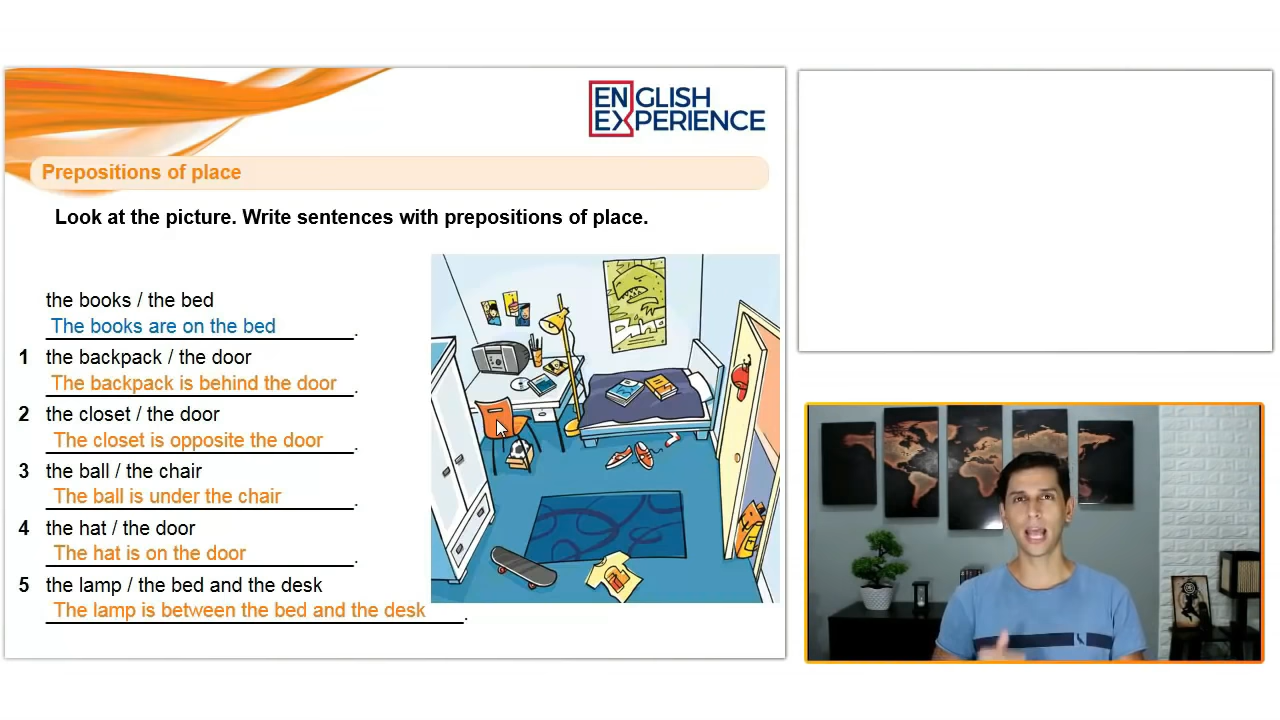 ENGLISH
EXPERIENCE
Prepositions of place
Look at the picture. Write sentences with prepositions of place.
the books / the bed
The books are on the bed.
1 the backpack / the door
The backpack is behind the door.
2 the closet / the door
The closet is opposite the door.
3 the ball / the chair
The ball is under the chair.
4 the hat / the door
The hat is on the door.
5 the lamp / the bed and the desk
The lamp is between the bed and the desk.